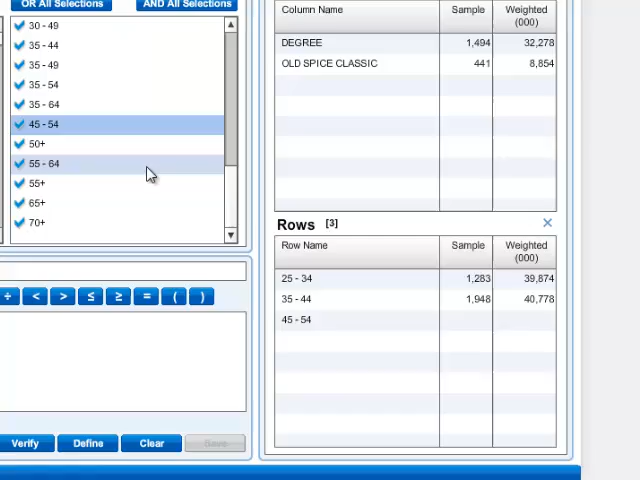 OR All Selections
AND All Selections
30 - 49
35 - 44
35 - 49
35 - 54
35 - 64
45 - 54
50+
55 - 64
55+
65+
70+
÷ < > ≤ ≥ = ( )
Verify Define Clear Save
Column Name Sample Weighted (000)
DEGREE 1,494 32,278
OLD SPICE CLASSIC 441 8,854
Rows [3]
Row Name Sample Weighted (000)
25 - 34 1,283 39,874
35 - 44 1,948 40,778
45 - 54